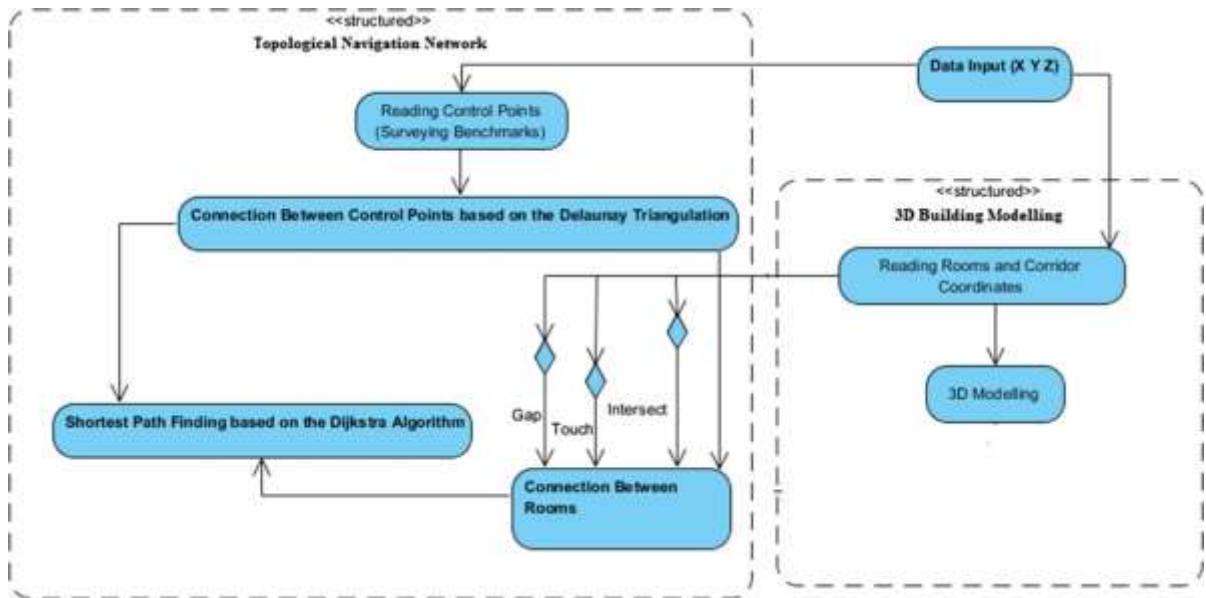 <<structured>>
Topological Navigation Network
Data Input (X Y Z)
Reading Control Points
(Surveying Benchmarks)
<<structured>>
3D Building Modelling
Connection Between Control Points based on the Delaunay Triangulation
Reading Rooms and Corridor
Coordinates
3D Modelling
Shortest Path Finding based on the Dijkstra Algorithm
Gap
Touch
Intersect
Connection Between
Rooms